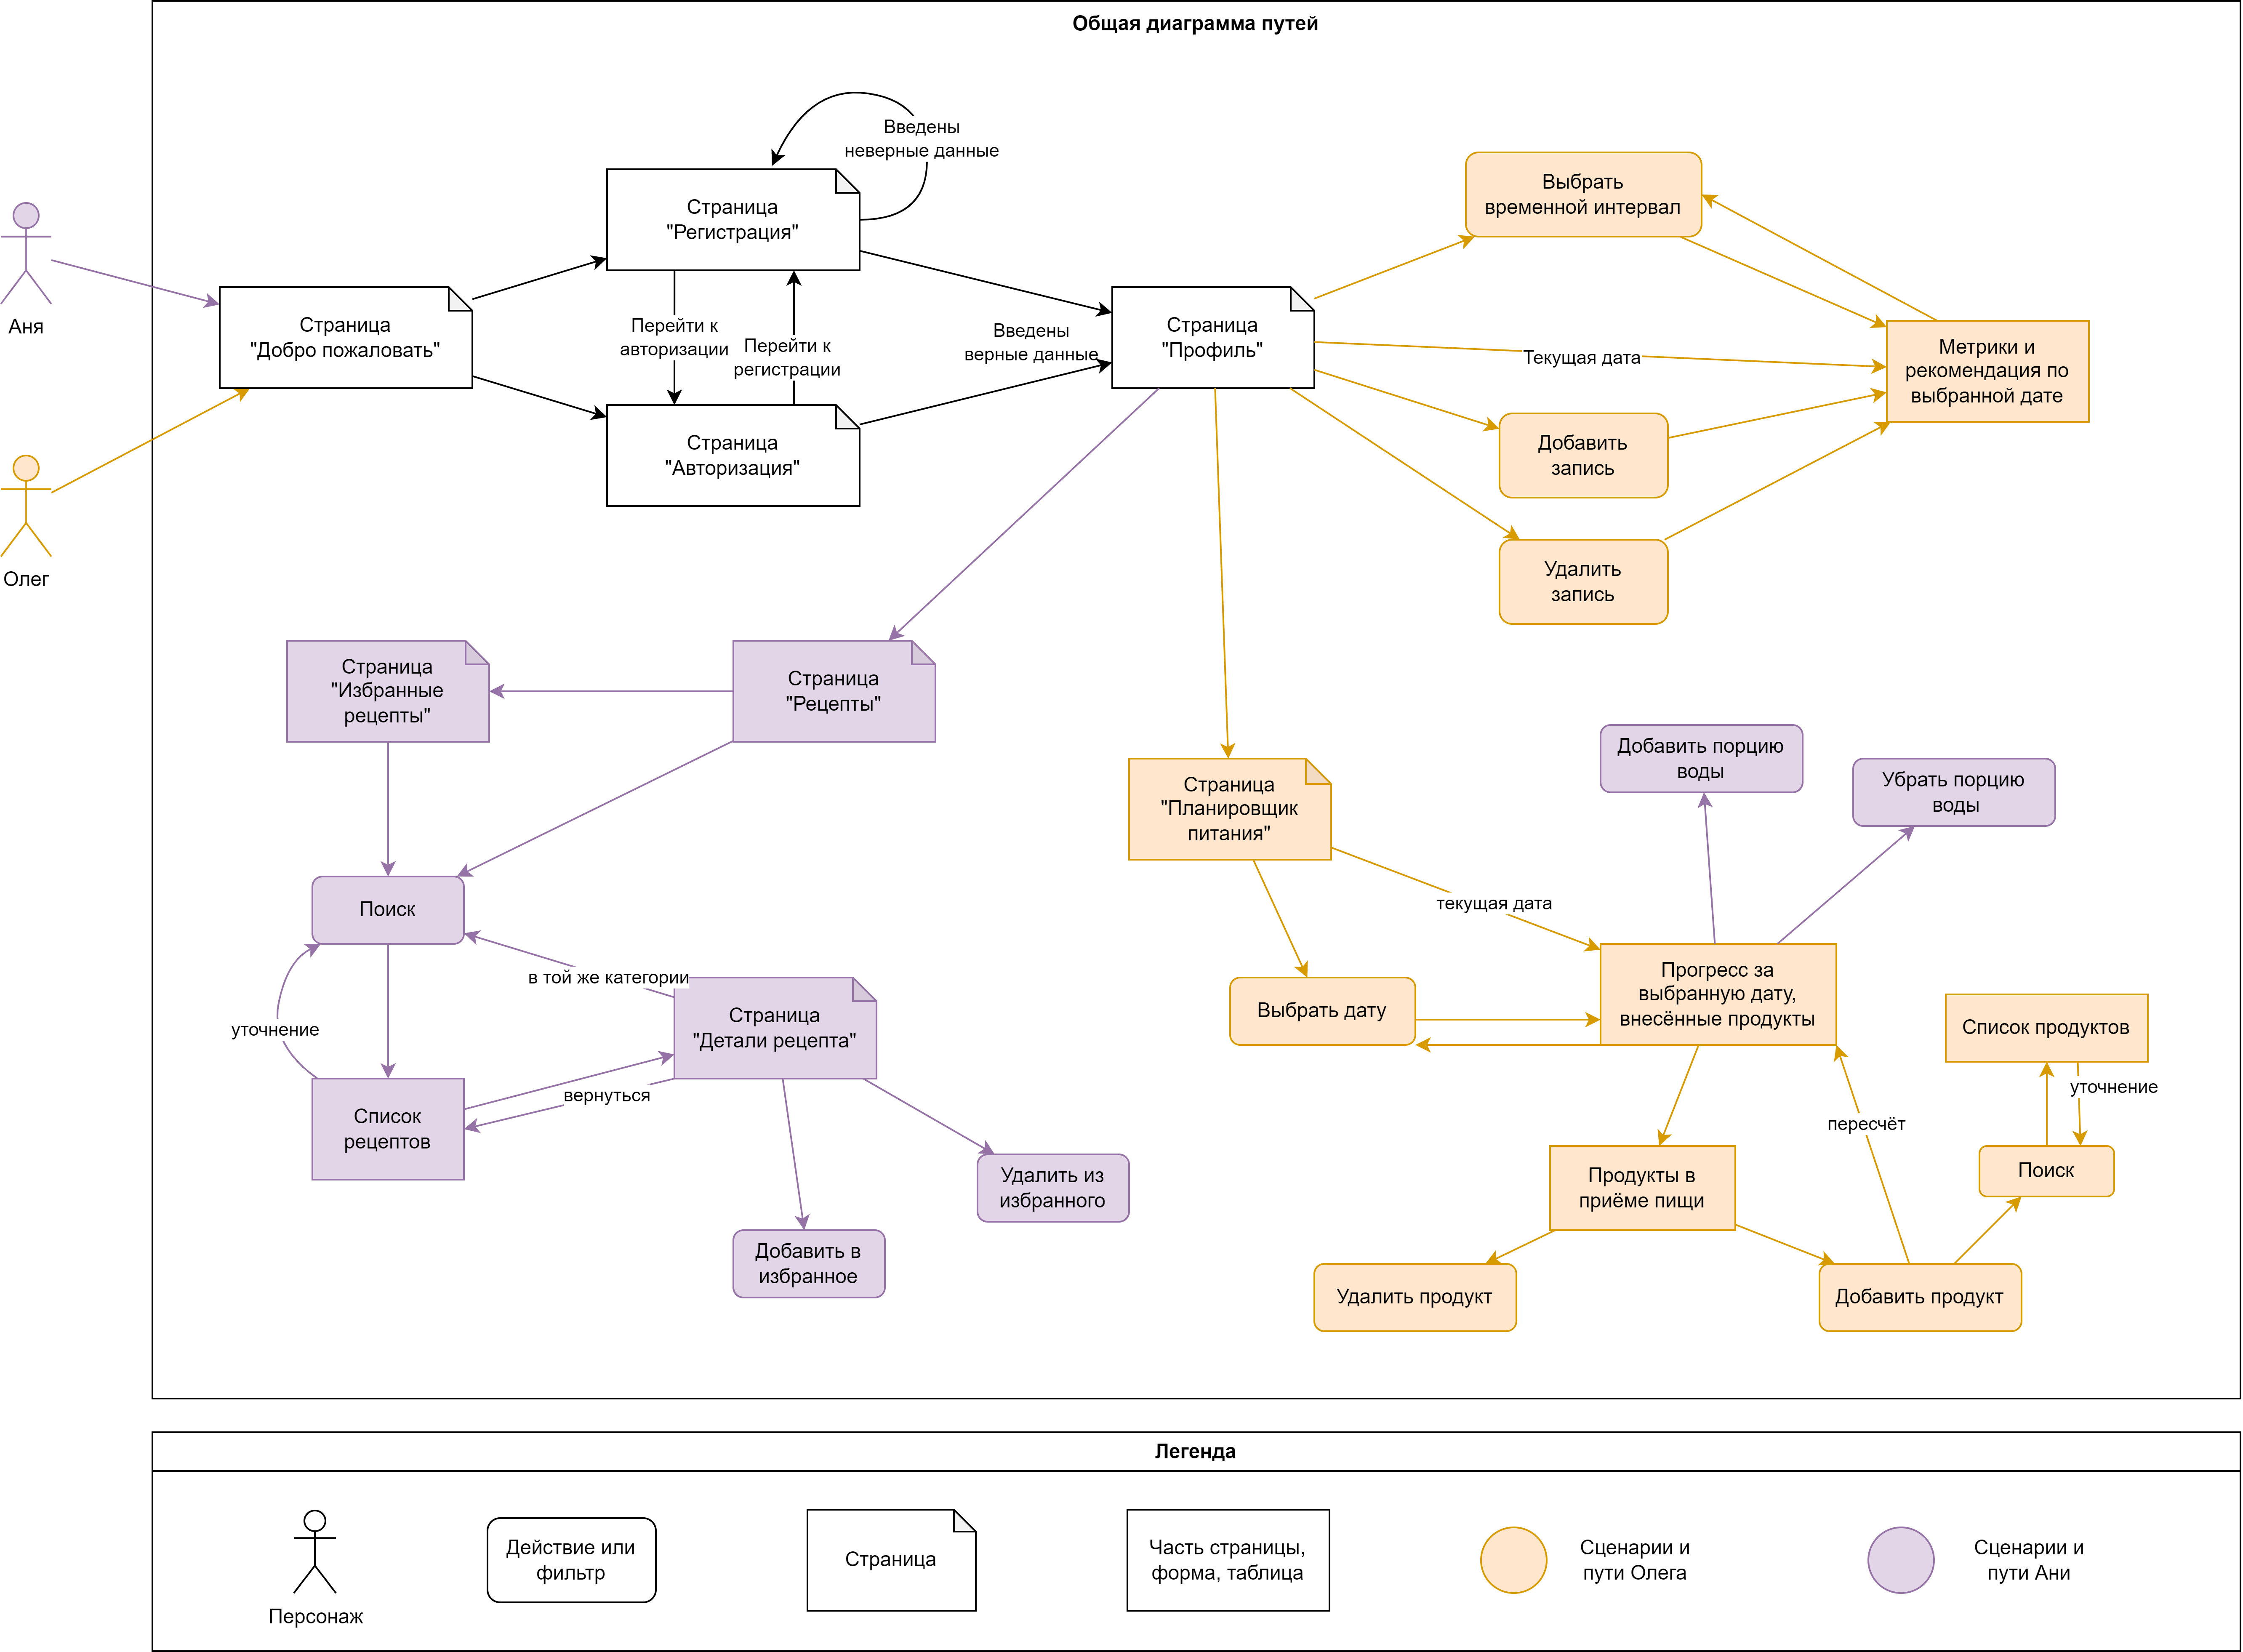 Общая диаграмма путей
Введены
неверные данные
Страница
"Регистрация"
Выбрать
временной интервал
Аня
Страница
"Добро пожаловать"
Перейти к
авторизации
Перейти к
регистрации
Введены
верные данные
Страница
"Профиль"
Текущая дата
Метрики и
рекомендация по
выбранной дате
Страница
"Авторизация"
Добавить
запись
Олег
Удалить
запись
Страница
"Избранные
рецепты"
Страница
"Рецепты"
Добавить порцию
воды
Убрать порцию
воды
Страница
"Планировщик
питания"
Поиск
текущая дата
в той же категории
Страница
"Детали рецепта"
Выбрать дату
Прогресс за
выбранную дату,
внесённые продукты
Список продуктов
уточнение
уточнение
вернуться
Список
рецептов
пересчёт
Удалить из
избранного
Продукты в
приёме пищи
Поиск
Добавить в
избранное
Удалить продукт
Добавить продукт
Легенда
Персонаж
Действие или
фильтр
Страница
Часть страницы,
форма, таблица
Сценарии и
пути Олега
Сценарии и
пути Ани